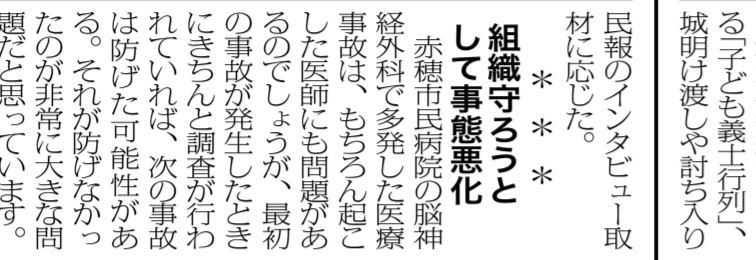 る「子ども義士行列」、
城明け渡しや討ち入り
民報のインタビュー取
材に応じた。
＊　＊　＊
組織守ろうと
して事態悪化
赤穂市民病院の脳神
経外科で多発した医療
事故は、もちろん起こ
した医師にも問題があ
るのでしょうが、最初
の事故が発生したとき
にきちんと調査が行わ
れていれば、次の事故
は防げた可能性があ
る。それが防げなかっ
たのが非常に大きな問
題だと思っています。